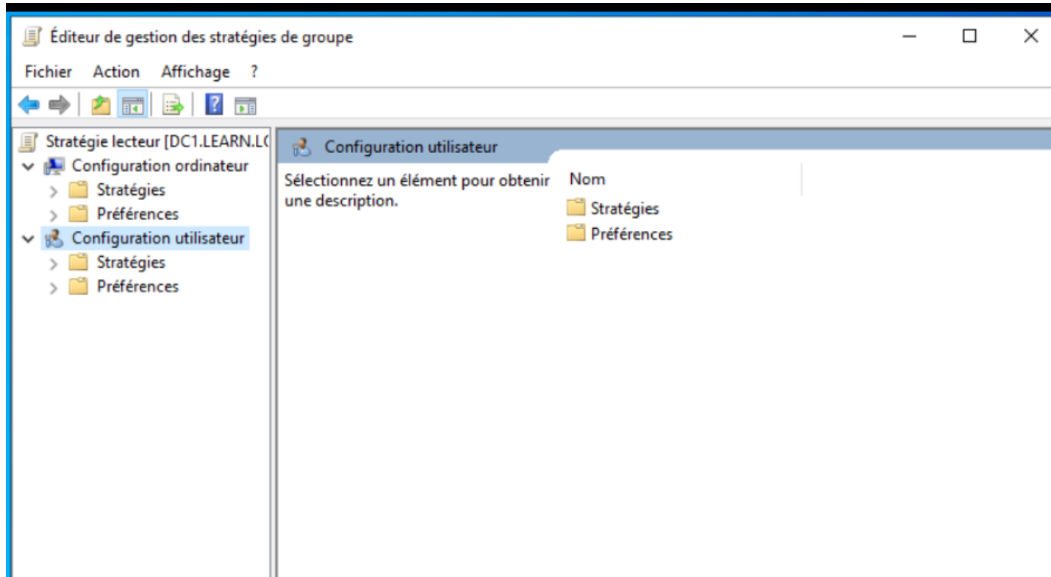 Éditeur de gestion des stratégies de groupe
Fichier Action Affichage ?
Stratégie lecteur [DC1.LEARN.LO
Configuration ordinateur
Stratégies
Préférences
Configuration utilisateur
Stratégies
Préférences
Configuration utilisateur
Sélectionnez un élément pour obtenir
une description.
Nom
Stratégies
Préférences